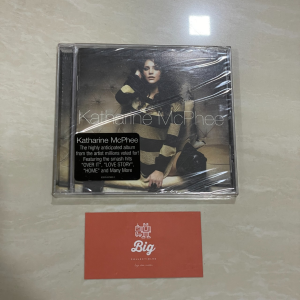 Katharine McPhee
Katharine McPhee
The highly anticipated album
from the artist millions voted for!
Featuring the smash hits
"OVER IT", "LOVE STORY",
"HOME" and Many More
Big